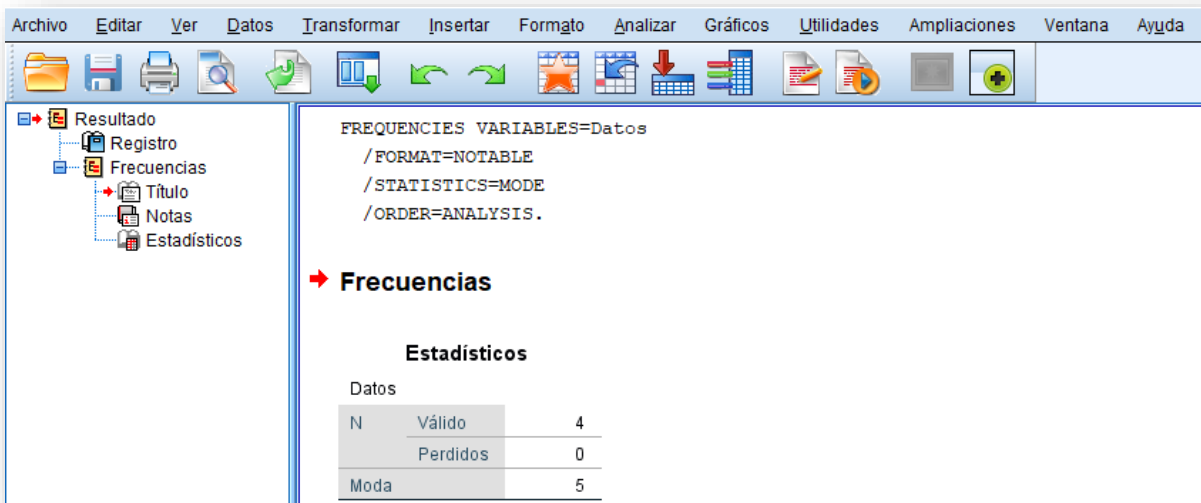 Archivo Editar Ver Datos Transformar Insertar Formato Analizar Gráficos Utilidades Ampliaciones Ventana Ayuda
Resultado
Registro
Frecuencias
Título
Notas
Estadísticos
FREQUENCIES VARIABLES=Datos
/FORMAT=NOTABLE
/STATISTICS=MODE
/ORDER=ANALYSIS.
Frecuencias
Estadísticos
Datos
N Válido 4
Perdidos 0
Moda 5